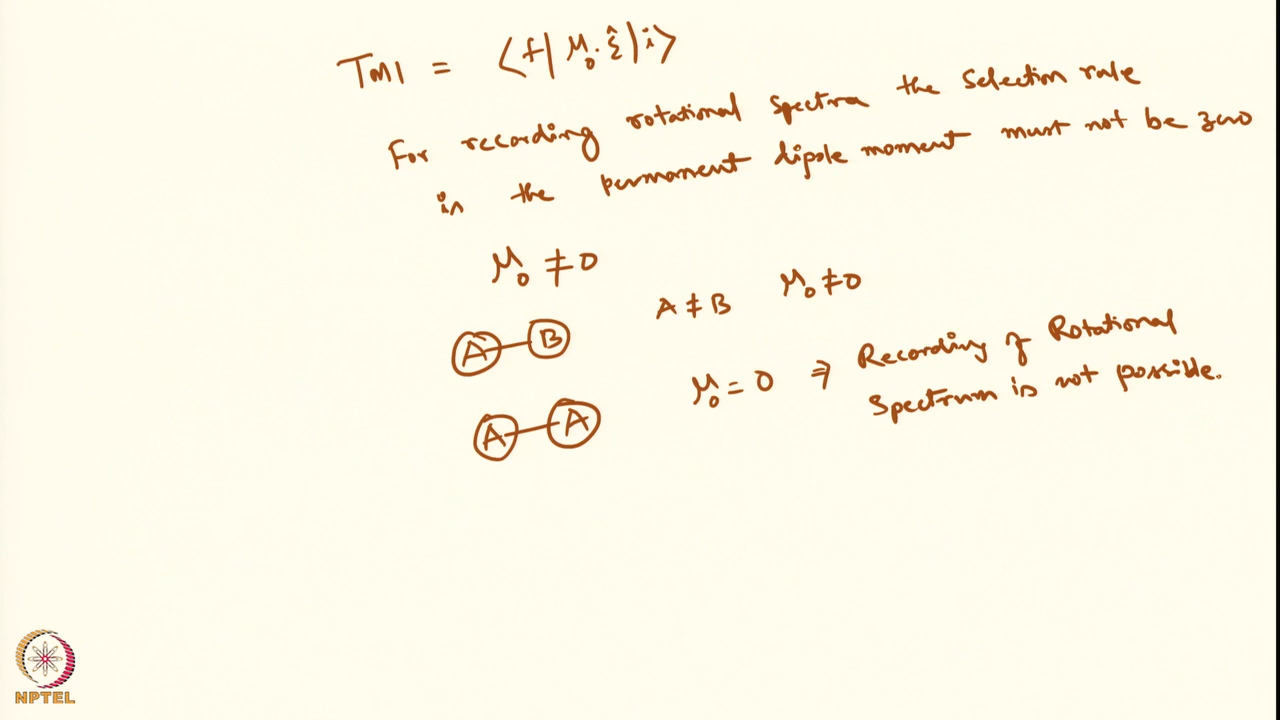 TMI = ⟨f| μ₀.ε̂ |i⟩
For recording rotational spectra the selection rule
is the permanent dipole moment must not be zero
μ₀ ≠ 0
A ≠ B μ₀ ≠ 0
A B
μ₀ = 0 ⇒ Recording of Rotational
Spectrum is not possible.
A A
NPTEL